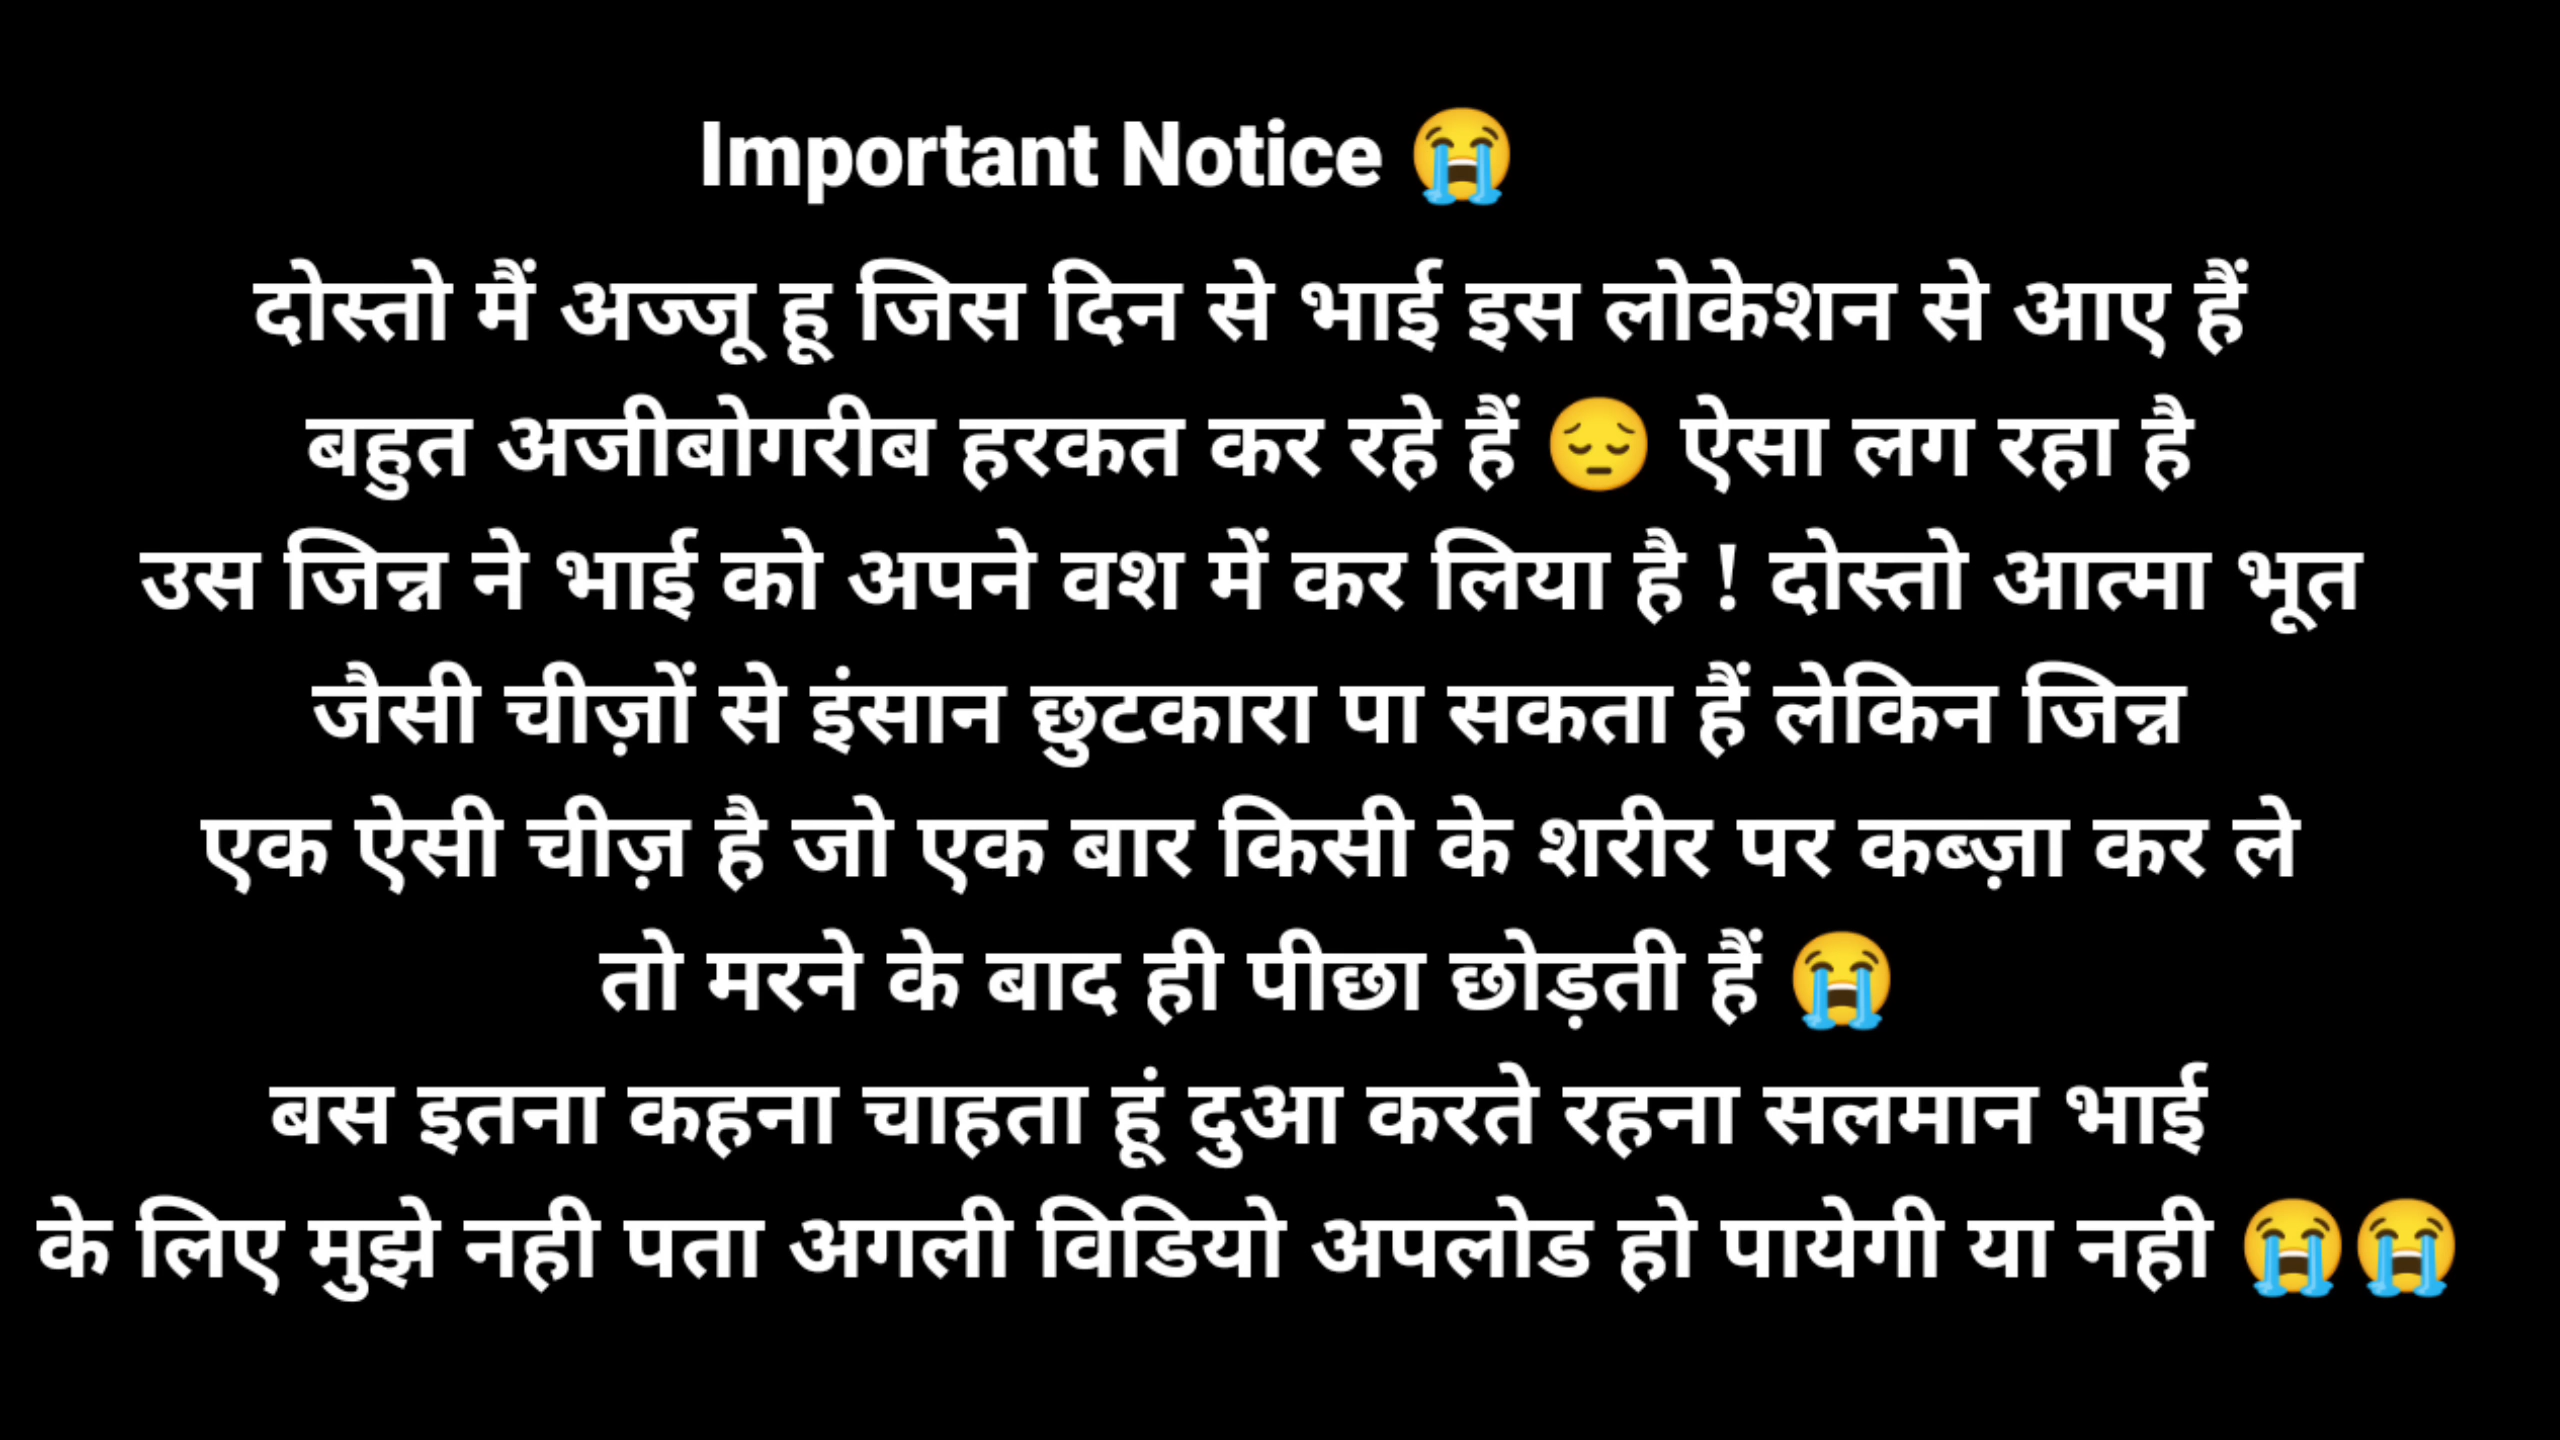 Important Notice 😭
दोस्तो मैं अज्जू हू जिस दिन से भाई इस लोकेशन से आए हैं
बहुत अजीबोगरीब हरकत कर रहे हैं 😔 ऐसा लग रहा है
उस जिन्न ने भाई को अपने वश में कर लिया है ! दोस्तो आत्मा भूत
जैसी चीज़ों से इंसान छुटकारा पा सकता हैं लेकिन जिन्न
एक ऐसी चीज़ है जो एक बार किसी के शरीर पर कब्ज़ा कर ले
तो मरने के बाद ही पीछा छोड़ती हैं 😭
बस इतना कहना चाहता हूं दुआ करते रहना सलमान भाई
के लिए मुझे नही पता अगली विडियो अपलोड हो पायेगी या नही 😭😭